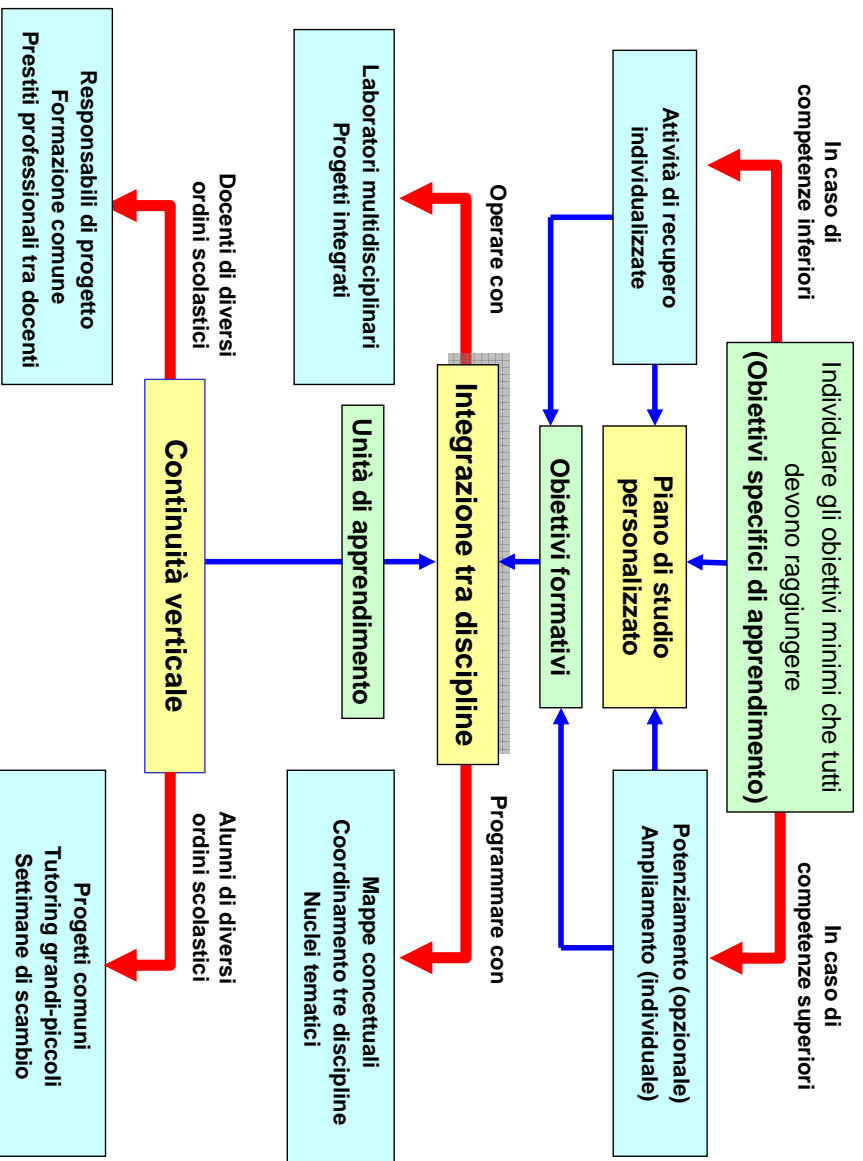 In caso di
competenze inferiori
Individuare gli obiettivi minimi che tutti
devono raggiungere
(Obiettivi specifici di apprendimento)
In caso di
competenze superiori
Attività di recupero
individualizzate
Piano di studio
personalizzato
Potenziamento (opzionale)
Ampliamento (individuale)
Obiettivi formativi
Operare con
Integrazione tra discipline
Programmare con
Laboratori multidisciplinari
Progetti integrati
Unità di apprendimento
Mappe concettuali
Coordinamento tre discipline
Nuclei tematici
Docenti di diversi
ordini scolastici
Continuità verticale
Alunni di diversi
ordini scolastici
Responsabili di progetto
Formazione comune
Prestiti professionali tra docenti
Progetti comuni
Tutoring grandi-piccoli
Settimane di scambio